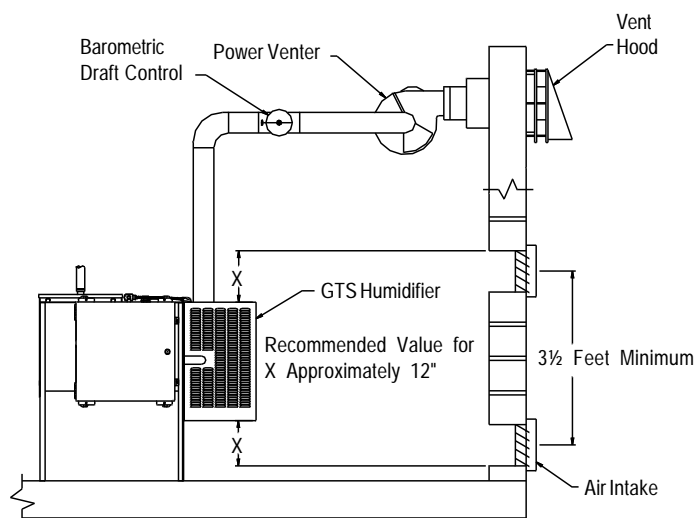 Vent
Hood
Barometric
Draft Control
Power Venter
X
GTS Humidifier
Recommended Value for
X Approximately 12"
3½ Feet Minimum
X
Air Intake